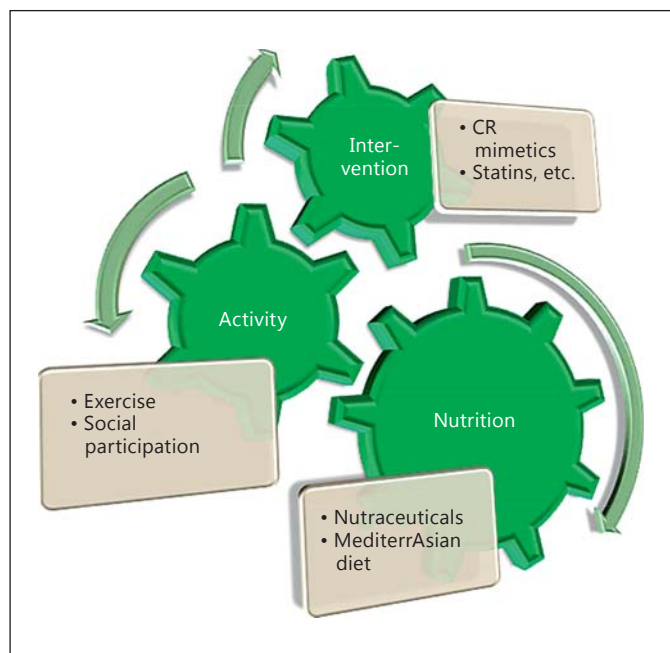 Inter-
vention
• CR
mimetics
• Statins, etc.
Activity
• Exercise
• Social
participation
Nutrition
• Nutraceuticals
• MediterrAsian
diet